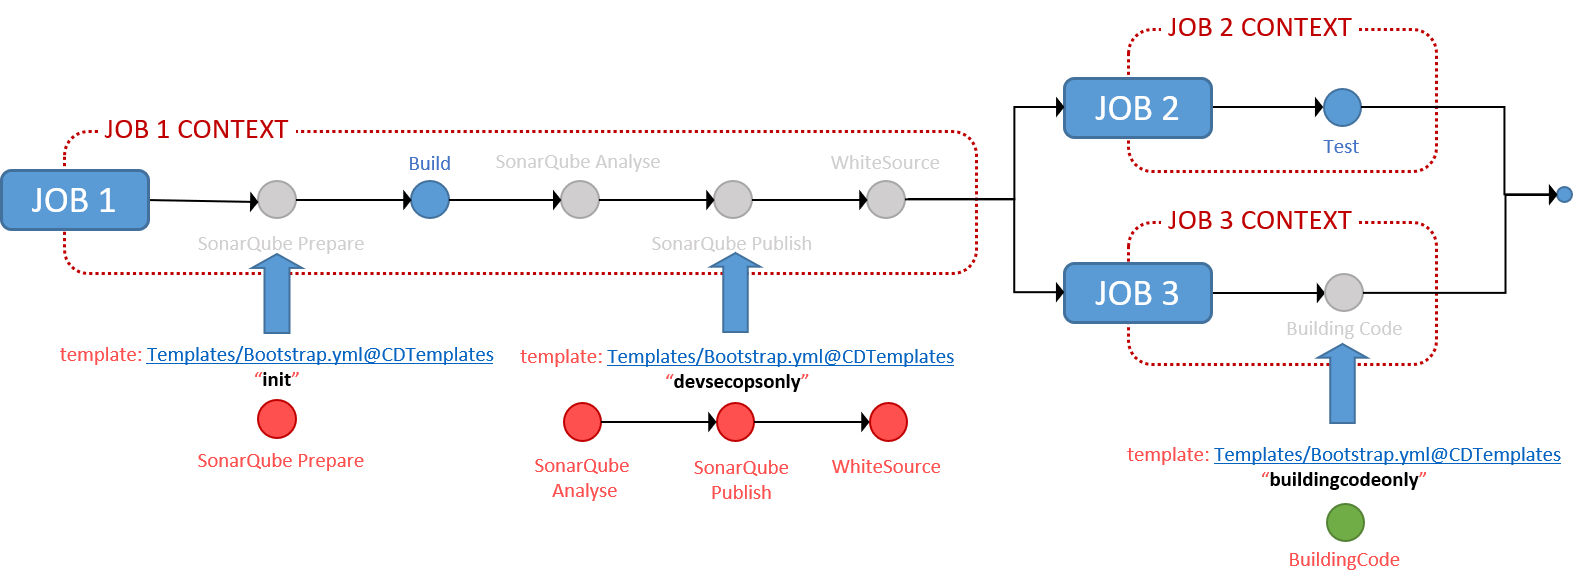 JOB 1 CONTEXT
JOB 1
SonarQube Prepare
Build
SonarQube Analyse
SonarQube Publish
WhiteSource
template: Templates/Bootstrap.yml@CDTemplates
“init”
SonarQube Prepare
template: Templates/Bootstrap.yml@CDTemplates
“devsecopsonly”
SonarQube
Analyse
SonarQube
Publish
WhiteSource
JOB 2 CONTEXT
JOB 2
Test
JOB 3 CONTEXT
JOB 3
Building Code
template: Templates/Bootstrap.yml@CDTemplates
“buildingcodeonly”
BuildingCode